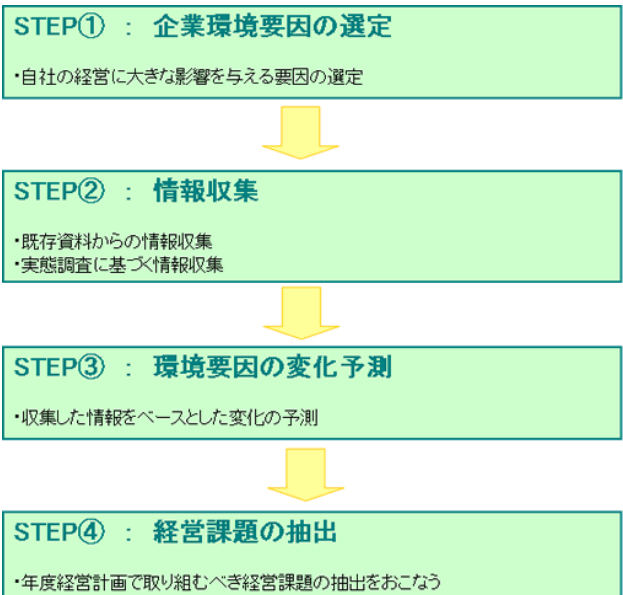 STEP① ： 企業環境要因の選定
・自社の経営に大きな影響を与える要因の選定
STEP② ： 情報収集
・既存資料からの情報収集
・実態調査に基づく情報収集
STEP③ ： 環境要因の変化予測
・収集した情報をベースとした変化の予測
STEP④ ： 経営課題の抽出
・年度経営計画で取り組むべき経営課題の抽出をおこなう